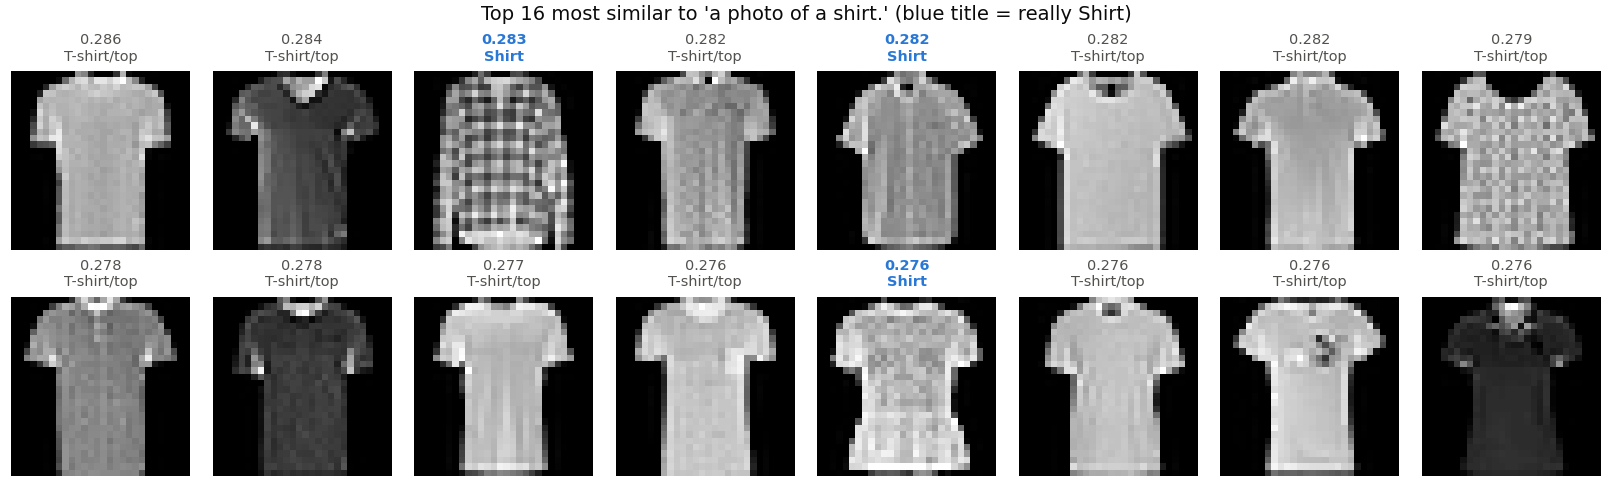 Top 16 most similar to 'a photo of a shirt.' (blue title = really Shirt)
0.286 0.284 0.283 0.282 0.282 0.282 0.282 0.279
T-shirt/top T-shirt/top Shirt T-shirt/top Shirt T-shirt/top T-shirt/top T-shirt/top
0.278 0.278 0.277 0.276 0.276 0.276 0.276 0.276
T-shirt/top T-shirt/top T-shirt/top T-shirt/top Shirt T-shirt/top T-shirt/top T-shirt/top